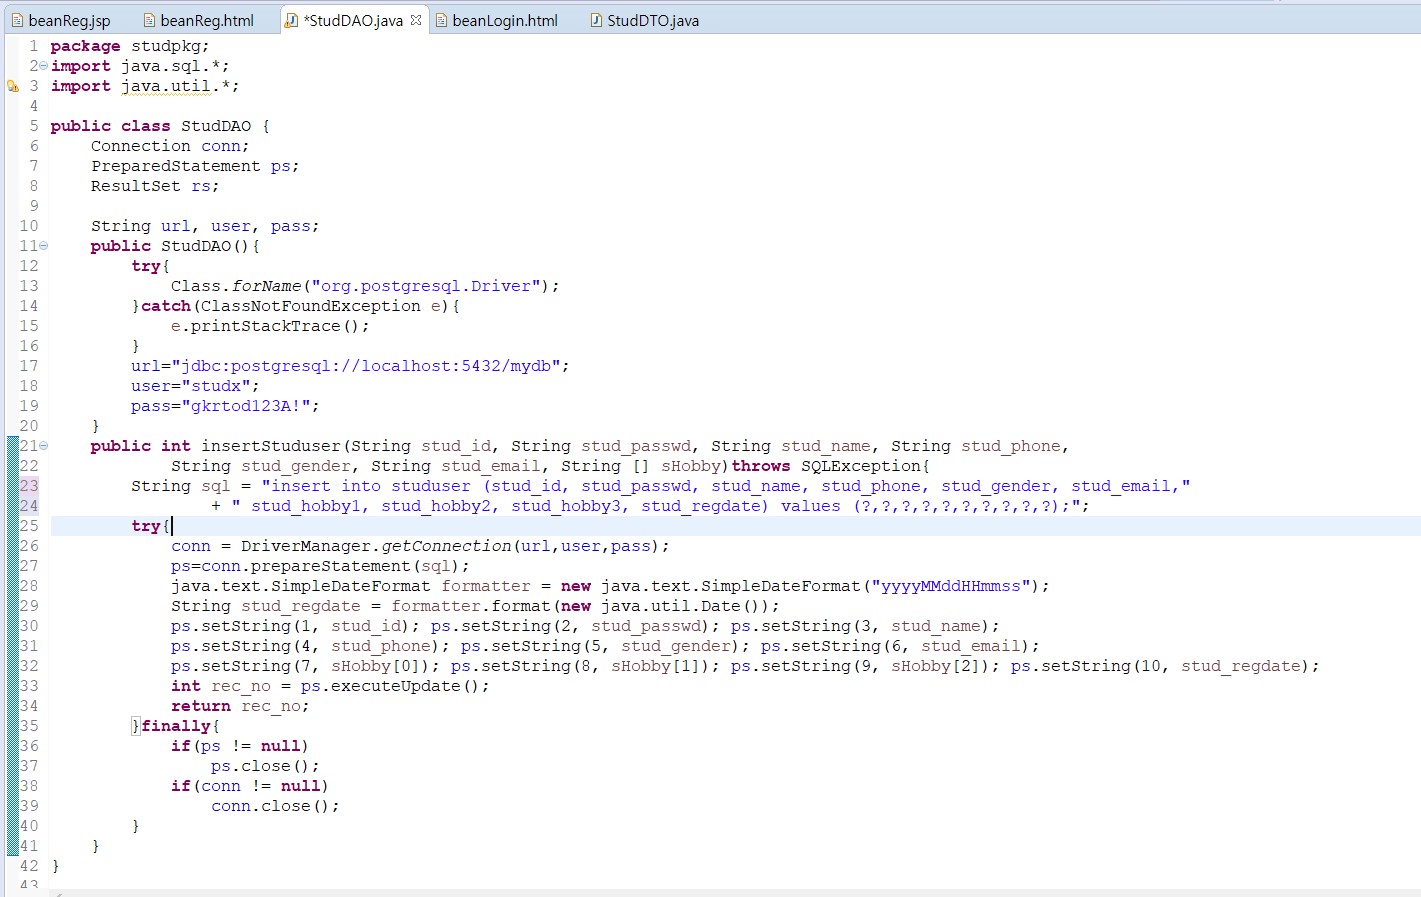 beanReg.jsp beanReg.html *StudDAO.java beanLogin.html StudDTO.java
1 package studpkg;
2 import java.sql.*;
3 import java.util.*;
4
5 public class StudDAO {
6     Connection conn;
7     PreparedStatement ps;
8     ResultSet rs;
9
10     String url, user, pass;
11     public StudDAO(){
12         try{
13             Class.forName("org.postgresql.Driver");
14         }catch(ClassNotFoundException e){
15             e.printStackTrace();
16         }
17         url="jdbc:postgresql://localhost:5432/mydb";
18         user="studx";
19         pass="gkrtod123A!";
20     }
21     public int insertStuduser(String stud_id, String stud_passwd, String stud_name, String stud_phone,
22             String stud_gender, String stud_email, String [] sHobby)throws SQLException{
23         String sql = "insert into studuser (stud_id, stud_passwd, stud_name, stud_phone, stud_gender, stud_email,"
24                 + " stud_hobby1, stud_hobby2, stud_hobby3, stud_regdate) values (?,?,?,?,?,?,?,?,?,?);";
25         try{
26             conn = DriverManager.getConnection(url,user,pass);
27             ps=conn.prepareStatement(sql);
28             java.text.SimpleDateFormat formatter = new java.text.SimpleDateFormat("yyyyMMddHHmmss");
29             String stud_regdate = formatter.format(new java.util.Date());
30             ps.setString(1, stud_id); ps.setString(2, stud_passwd); ps.setString(3, stud_name);
31             ps.setString(4, stud_phone); ps.setString(5, stud_gender); ps.setString(6, stud_email);
32             ps.setString(7, sHobby[0]); ps.setString(8, sHobby[1]); ps.setString(9, sHobby[2]); ps.setString(10, stud_regdate);
33             int rec_no = ps.executeUpdate();
34             return rec_no;
35         }finally{
36             if(ps != null)
37                 ps.close();
38             if(conn != null)
39                 conn.close();
40         }
41     }
42 }
43